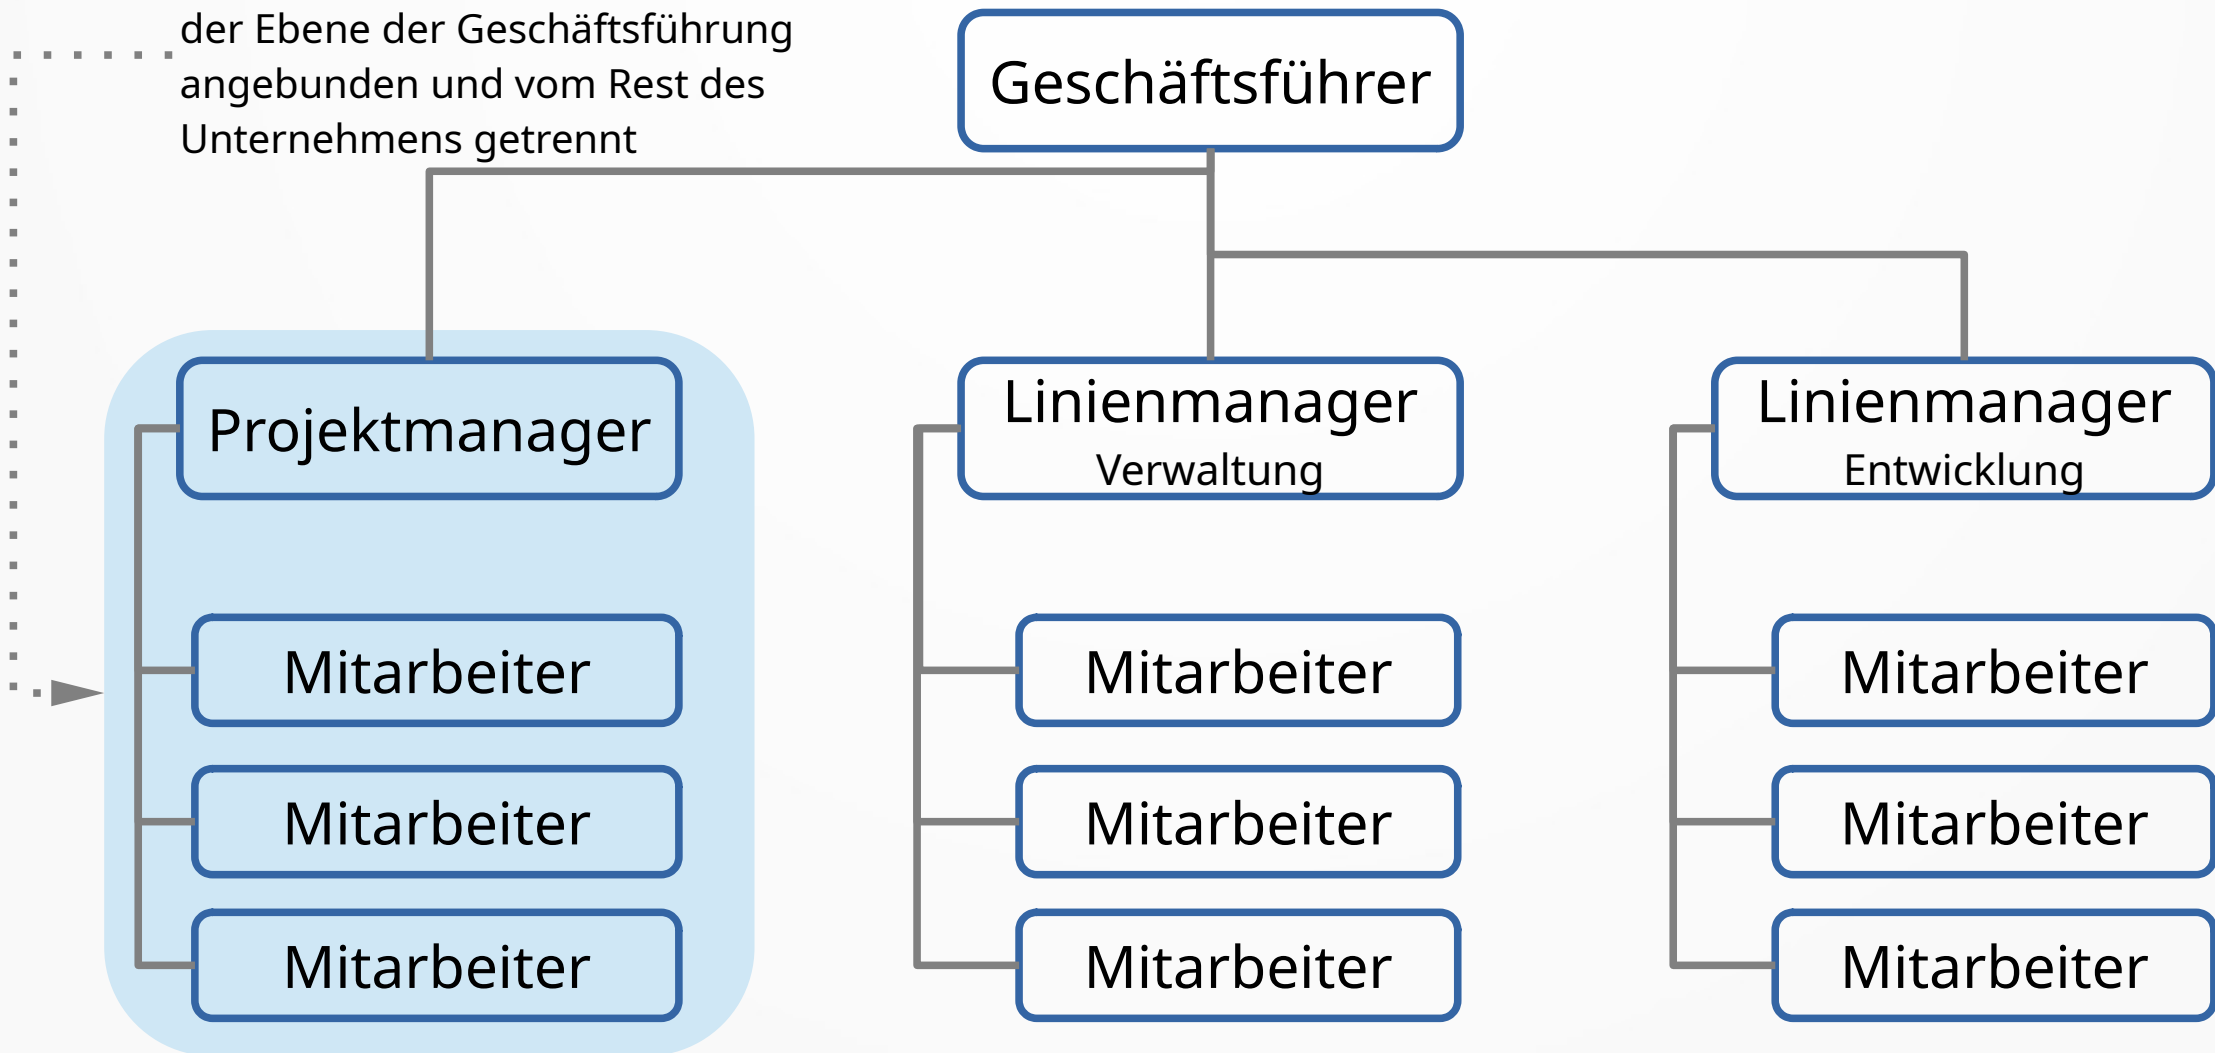 der Ebene der Geschäftsführung
angebunden und vom Rest des
Unternehmens getrennt
Geschäftsführer
Projektmanager
Linienmanager
Verwaltung
Linienmanager
Entwicklung
Mitarbeiter
Mitarbeiter
Mitarbeiter
Mitarbeiter
Mitarbeiter
Mitarbeiter
Mitarbeiter
Mitarbeiter
Mitarbeiter